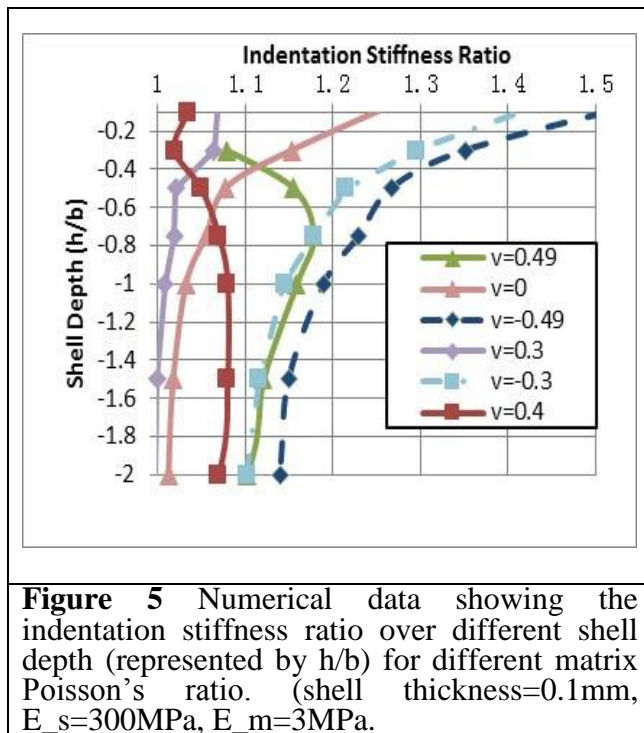 Indentation Stiffness Ratio
1 1.1 1.2 1.3 1.4 1.5
Shell Depth (h/b)
-0.2
-0.4
-0.6
-0.8
-1
-1.2
-1.4
-1.6
-1.8
-2
v=0.49
v=0
v=-0.49
v=0.3
v=-0.3
v=0.4
Figure 5 Numerical data showing the
indentation stiffness ratio over different shell
depth (represented by h/b) for different matrix
Poisson’s ratio. (shell thickness=0.1mm,
E_s=300MPa, E_m=3MPa.